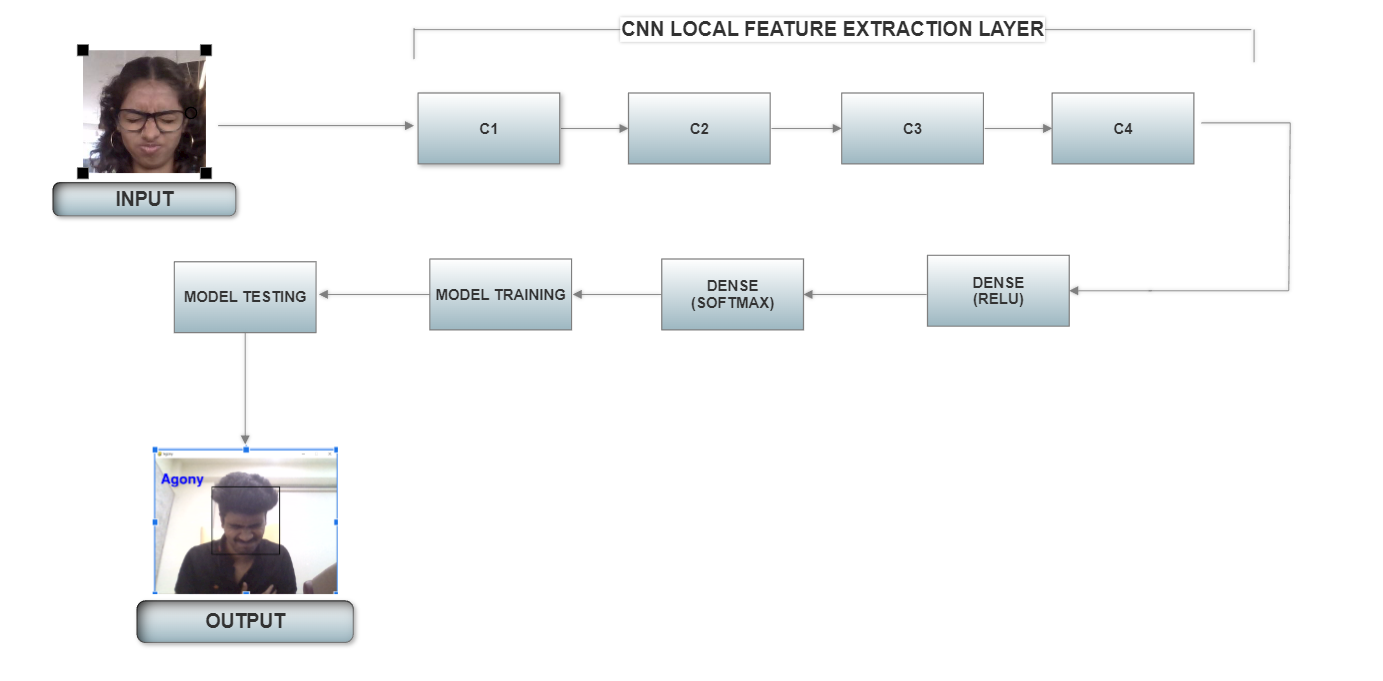 CNN LOCAL FEATURE EXTRACTION LAYER
C1
C2
C3
C4
INPUT
MODEL TESTING
MODEL TRAINING
DENSE
(SOFTMAX)
DENSE
(RELU)
Agony
OUTPUT